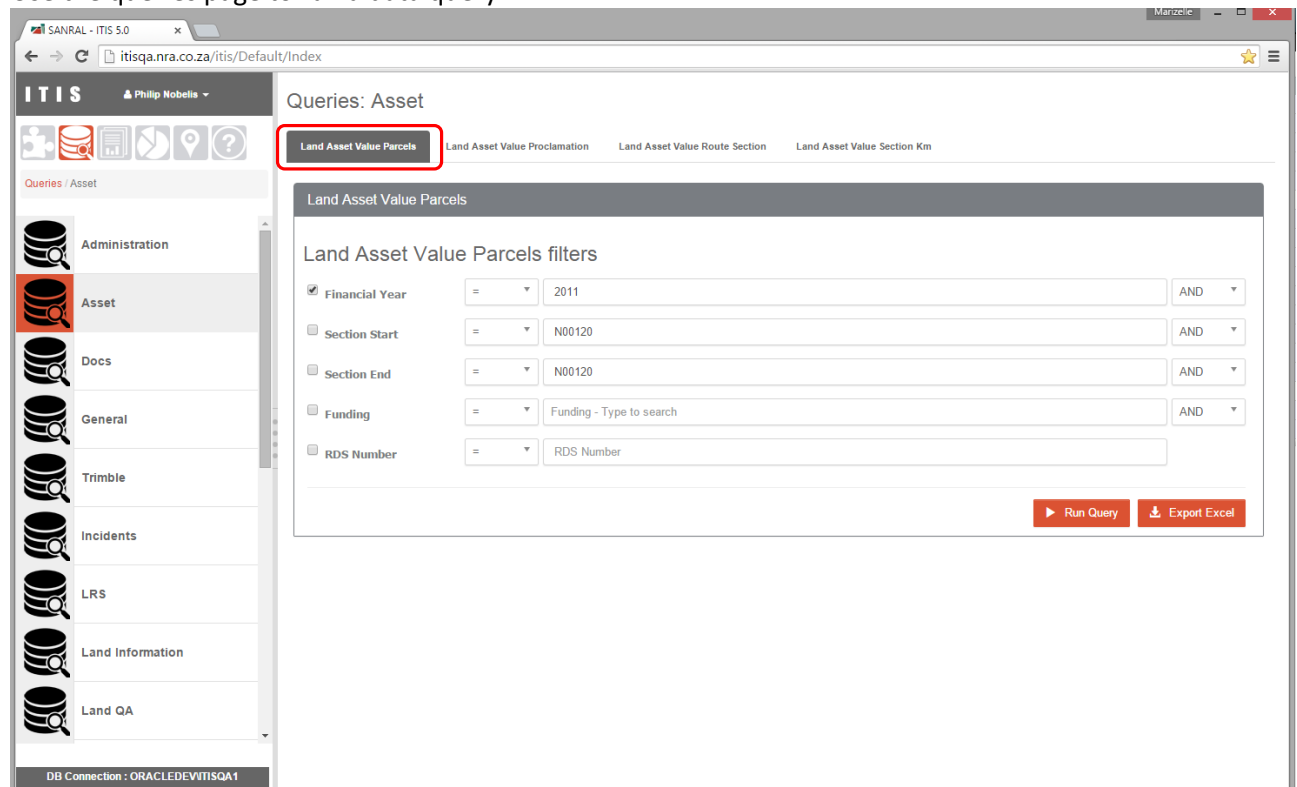 Marizelle
SANRAL - ITIS 5.0
itisqa.nra.co.za/itis/Default/Index
ITIS Philip Nobelis
Queries / Asset
Administration
Asset
Docs
General
Trimble
Incidents
LRS
Land Information
Land QA
DB Connection : ORACLEDEV\ITISQA1
Queries: Asset
Land Asset Value Parcels Land Asset Value Proclamation Land Asset Value Route Section Land Asset Value Section Km
Land Asset Value Parcels
Land Asset Value Parcels filters
Financial Year = 2011 AND
Section Start = N00120 AND
Section End = N00120 AND
Funding = Funding - Type to search AND
RDS Number = RDS Number
Run Query Export Excel